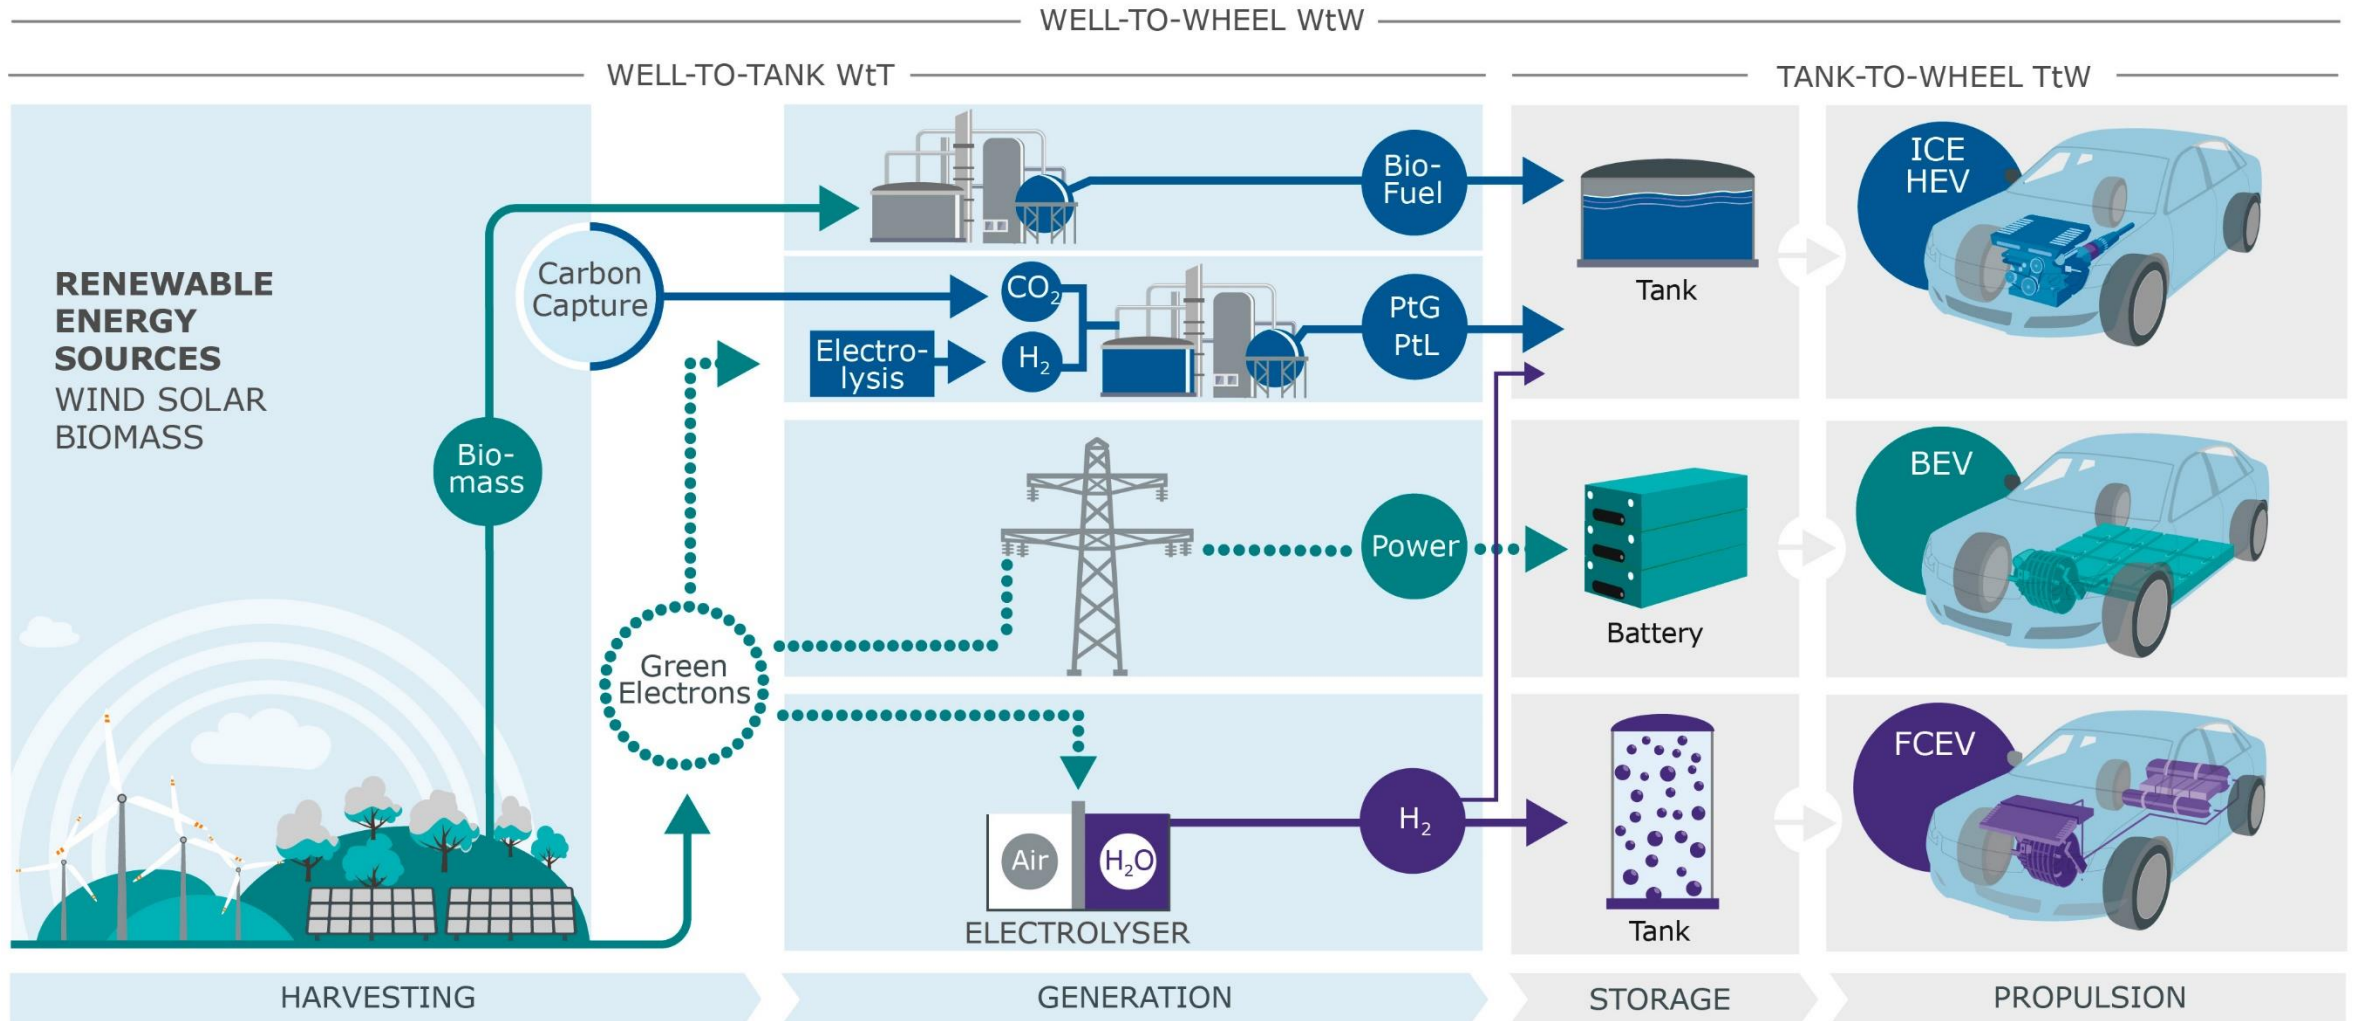 WELL-TO-WHEEL WtW
WELL-TO-TANK WtT
TANK-TO-WHEEL TtW
RENEWABLE
ENERGY
SOURCES
WIND SOLAR
BIOMASS
Bio-
mass
Carbon
Capture
Green
Electrons
Bio-
Fuel
CO₂
Electro-
lysis
H₂
PtG
PtL
Power
Air
H₂O
ELECTROLYSER
H₂
Tank
Battery
Tank
ICE
HEV
BEV
FCEV
HARVESTING
GENERATION
STORAGE
PROPULSION